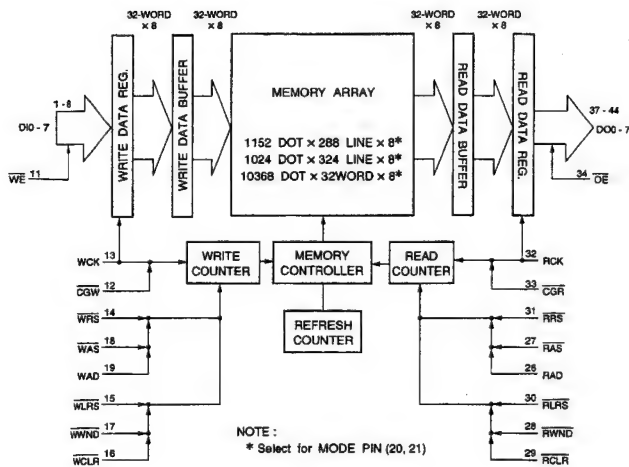 32-WORD × 8
32-WORD × 8
32-WORD × 8
32-WORD × 8
WRITE DATA REG.
WRITE DATA BUFFER
MEMORY ARRAY
1152 DOT × 288 LINE × 8*
1024 DOT × 324 LINE × 8*
10368 DOT × 32WORD × 8*
READ DATA BUFFER
READ DATA REG.
1 - 8
DI0 - 7
WE 11
37 - 44
DO0 - 7
34 OE
WCK 13
CGW 12
WRITE COUNTER
MEMORY CONTROLLER
READ COUNTER
REFRESH COUNTER
32 RCK
33 CGR
WRS 14
WAS 18
WAD 19
31 RRS
27 RAS
26 RAD
WLRS 15
WWND 17
WCLR 16
30 RLRS
28 RWND
29 RCLR
NOTE :
* Select for MODE PIN (20, 21)